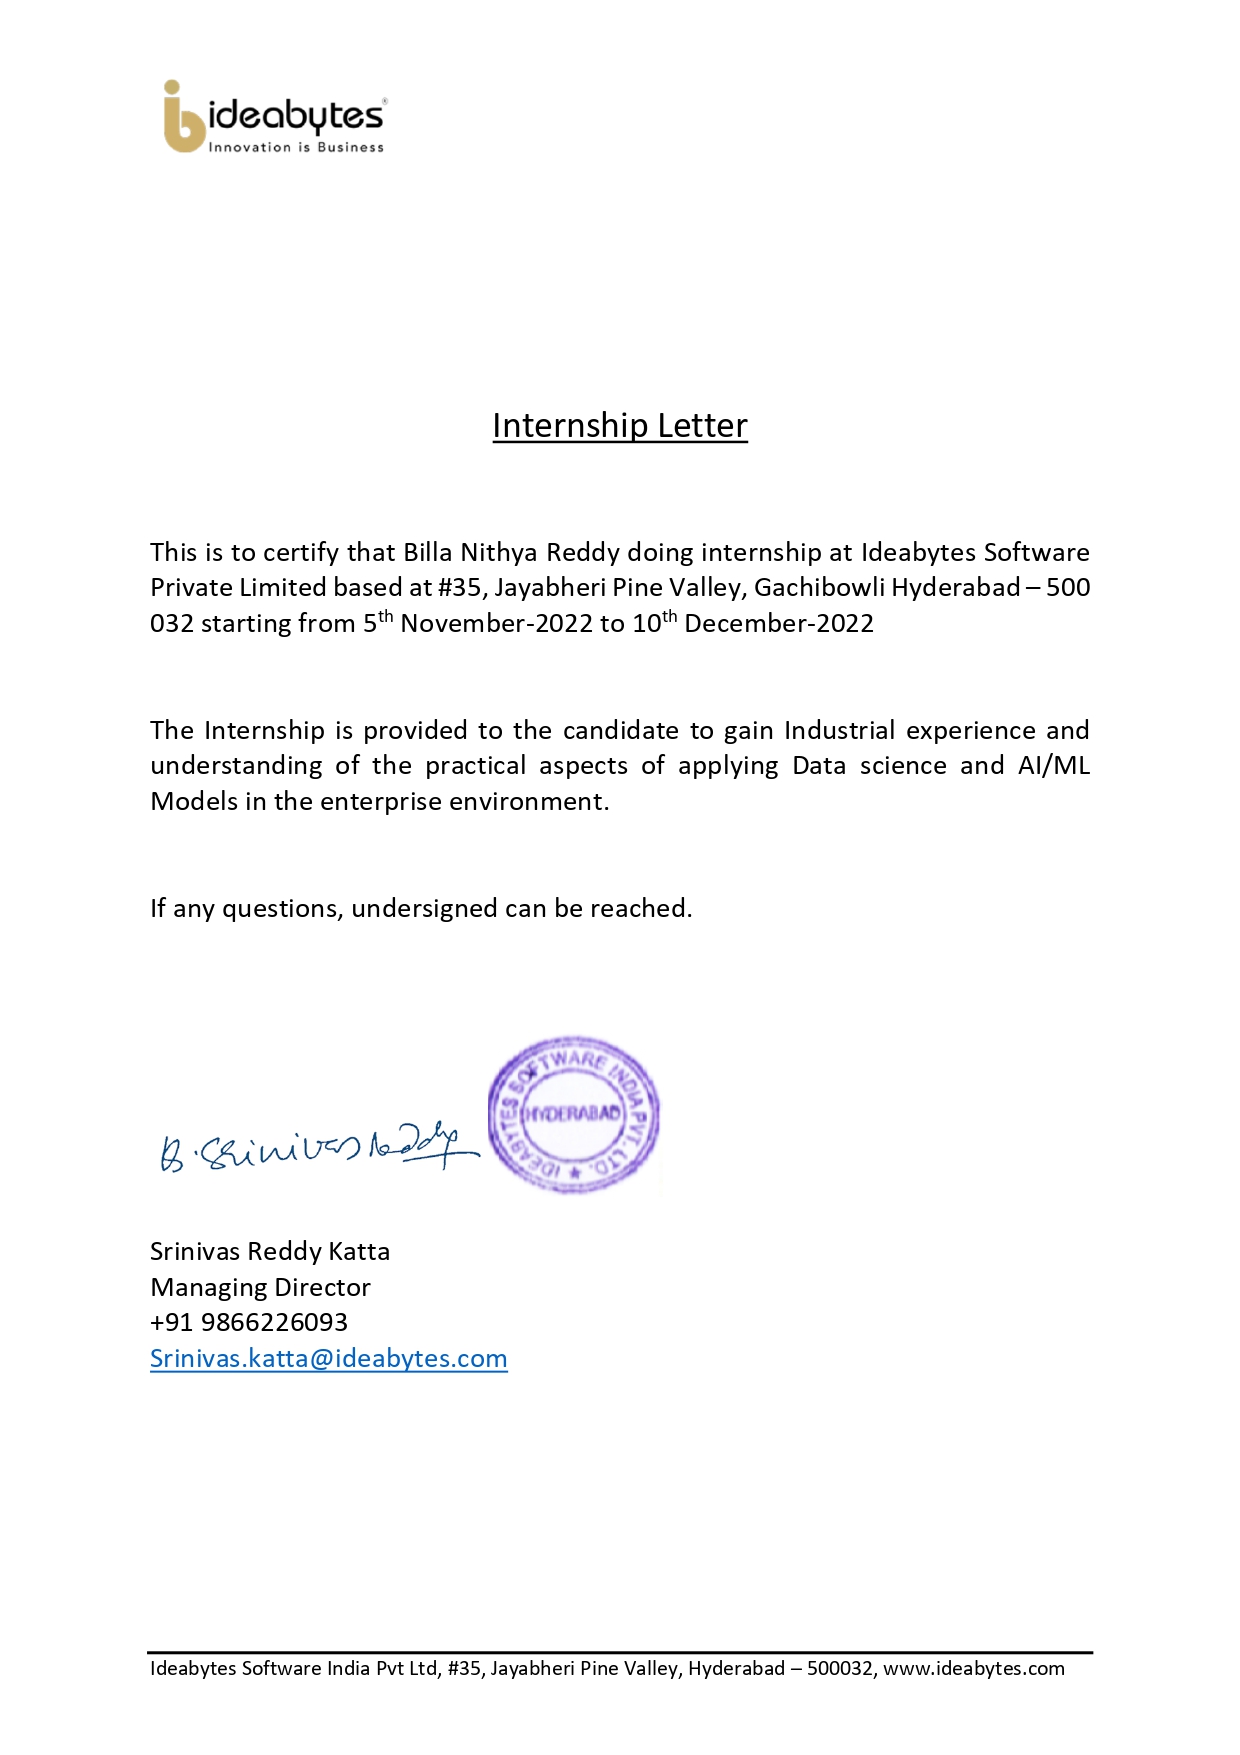 ideabytes®
Innovation is Business
Internship Letter
This is to certify that Billa Nithya Reddy doing internship at Ideabytes Software
Private Limited based at #35, Jayabheri Pine Valley, Gachibowli Hyderabad – 500
032 starting from 5th November-2022 to 10th December-2022
The Internship is provided to the candidate to gain Industrial experience and
understanding of the practical aspects of applying Data science and AI/ML
Models in the enterprise environment.
If any questions, undersigned can be reached.
B. Srinivas Reddy
IDEABYTES SOFTWARE INDIA PVT. LTD.
HYDERABAD
Srinivas Reddy Katta
Managing Director
+91 9866226093
Srinivas.katta@ideabytes.com
Ideabytes Software India Pvt Ltd, #35, Jayabheri Pine Valley, Hyderabad – 500032, www.ideabytes.com